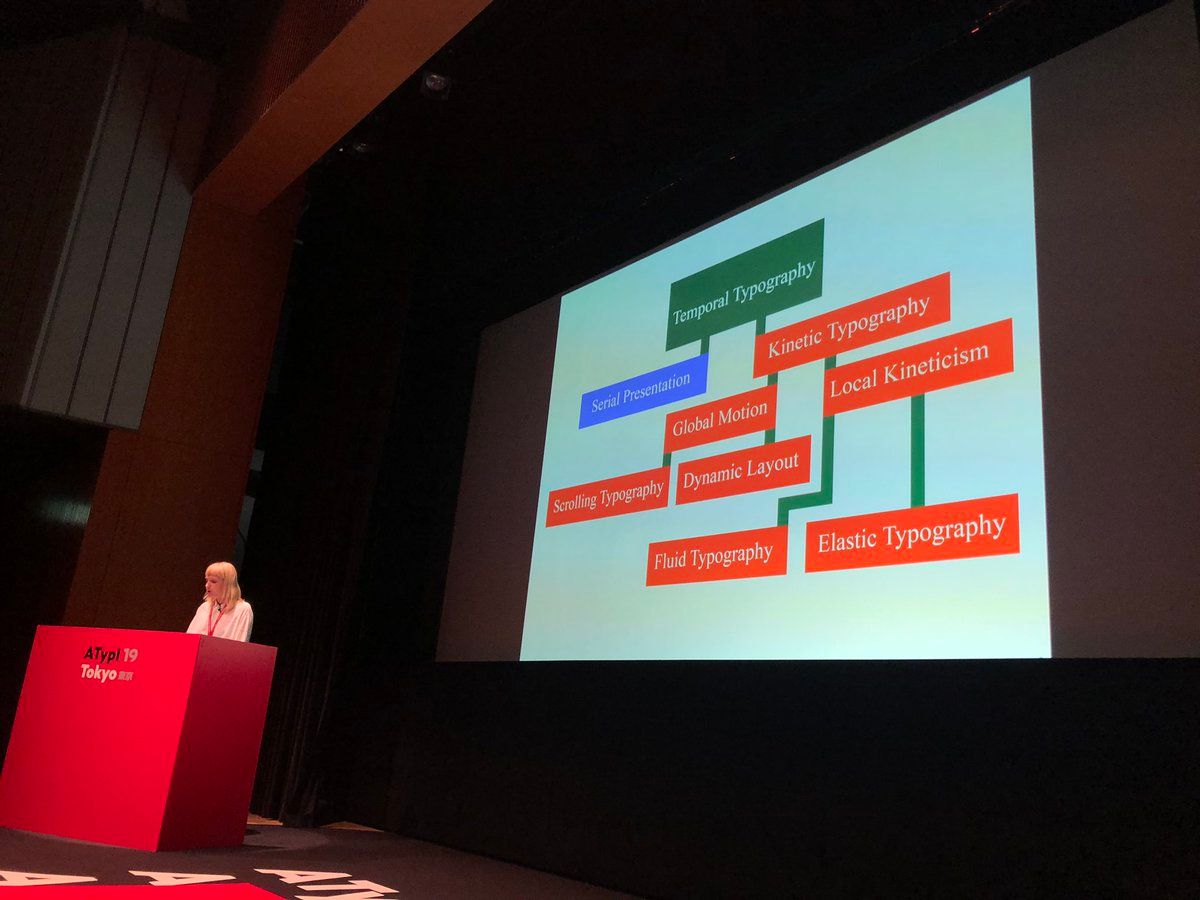 Temporal Typography
Kinetic Typography
Serial Presentation
Local Kineticism
Global Motion
Scrolling Typography
Dynamic Layout
Fluid Typography
Elastic Typography
ATypI 19
Tokyo 東京
A
A
ATy